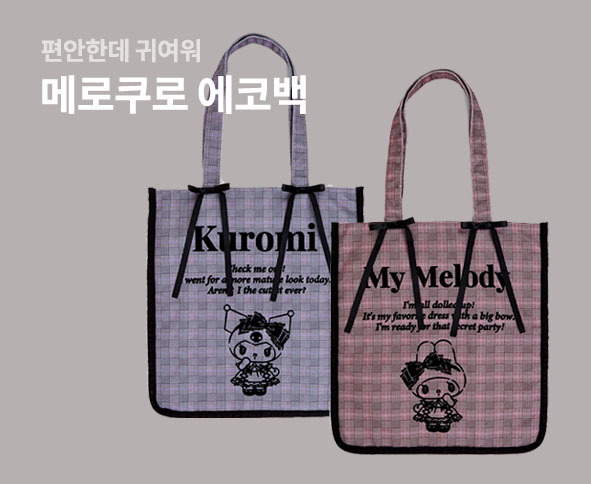 편안한데 귀여워
메로쿠로 에코백
Kuromi
Check me out!
went for a more mature look today.
Aren't I the cutest ever?
My Melody
I'm all dolled up!
It's my favorite dress with a big bow.
I'm ready for that secret party!